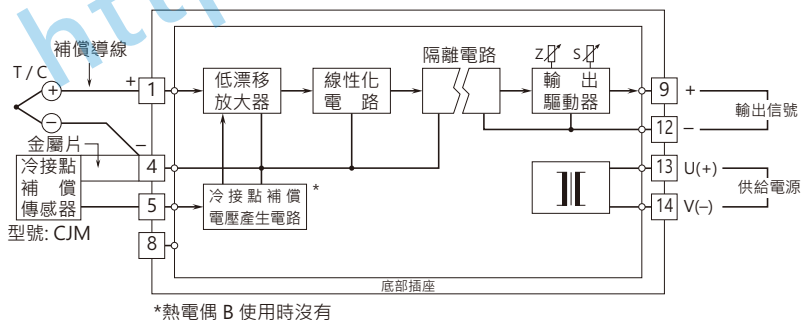 http
補償導線
T / C
+
+
−
−
金屬片
冷接點
補 償
傳感器
型號: CJM
1
4
5
8
低漂移
放大器
線性化
電 路
隔離電路
Z
S
輸 出
驅動器
冷接點補償
電壓產生電路
*
9
+
12
−
輸出信號
13
U(+)
14
V(−)
供給電源
底部插座
*熱電偶 B 使用時沒有